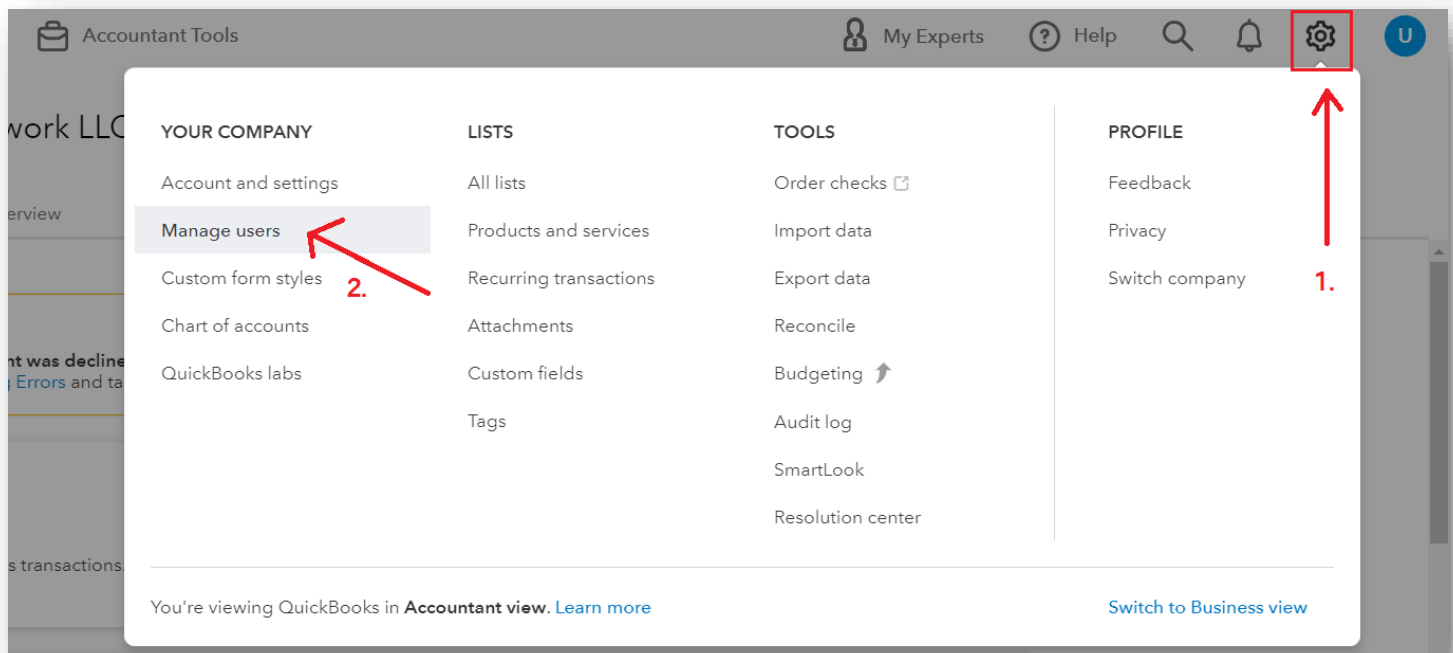 Accountant Tools
My Experts
Help
U
work LLC
erview
nt was decline
Errors and ta
s transactions.
YOUR COMPANY
Account and settings
Manage users
Custom form styles
Chart of accounts
QuickBooks labs
LISTS
All lists
Products and services
Recurring transactions
Attachments
Custom fields
Tags
TOOLS
Order checks
Import data
Export data
Reconcile
Budgeting
Audit log
SmartLook
Resolution center
PROFILE
Feedback
Privacy
Switch company
1.
2.
You're viewing QuickBooks in Accountant view. Learn more
Switch to Business view